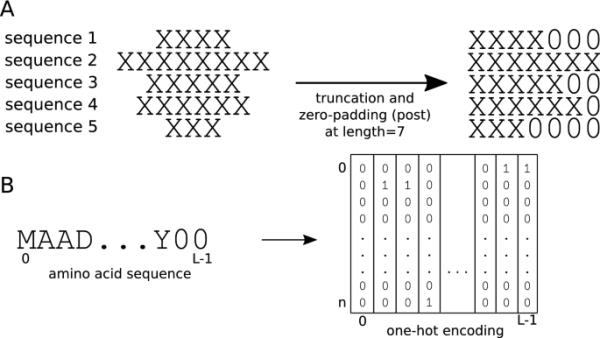 A
sequence 1 XXXX XXXX000
sequence 2 XXXXXXXX XXXXXXX
sequence 3 XXXXX XXXXX00
sequence 4 XXXXXX XXXXXX0
sequence 5 XXX XXX0000
truncation and
zero-padding (post)
at length=7
B
MAAD...Y00
0 L-1
amino acid sequence
0 0 0 0 0 0 1 1
0 1 1 0 0 0 0
0 0 0 0 0 0 0
0 0 0 0 0 0 0
. . . . . . .
. . . . . . .
. . . . ... . . .
0 0 0 0 0 0 0
n 0 0 0 1 0 0 0
0 L-1
one-hot encoding